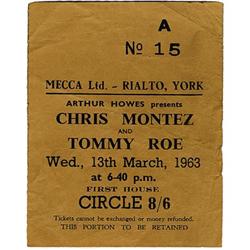 A
No 15
MECCA Ltd. - RIALTO, YORK
ARTHUR HOWES presents
CHRIS MONTEZ
AND
TOMMY ROE
Wed., 13th March, 1963
at 6-40 p.m.
FIRST HOUSE
CIRCLE 8/6
Tickets cannot be exchanged or money refunded.
THIS PORTION TO BE RETAINED